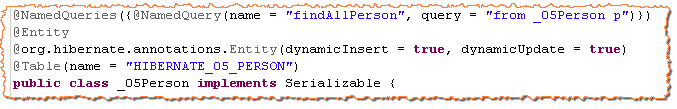 @NamedQueries({@NamedQuery(name = "findAllPerson", query = "from _05Person p")})
@Entity
@org.hibernate.annotations.Entity(dynamicInsert = true, dynamicUpdate = true)
@Table(name = "HIBERNATE_05_PERSON")
public class _05Person implements Serializable {